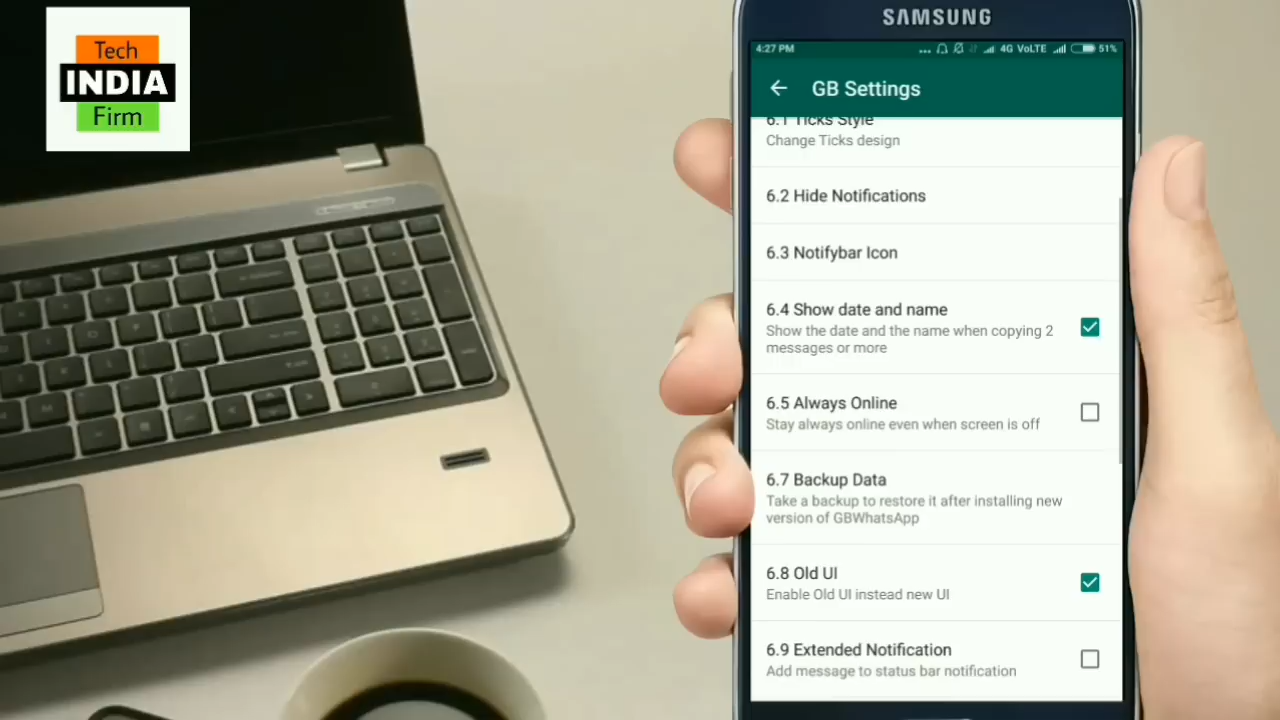 Tech
INDIA
Firm
SAMSUNG
4:27 PM
... 4G VoLTE 51%
GB Settings
6.1 Ticks Style
Change Ticks design
6.2 Hide Notifications
6.3 Notifybar Icon
6.4 Show date and name
Show the date and the name when copying 2
messages or more
6.5 Always Online
Stay always online even when screen is off
6.7 Backup Data
Take a backup to restore it after installing new
version of GBWhatsApp
6.8 Old UI
Enable Old UI instead new UI
6.9 Extended Notification
Add message to status bar notification